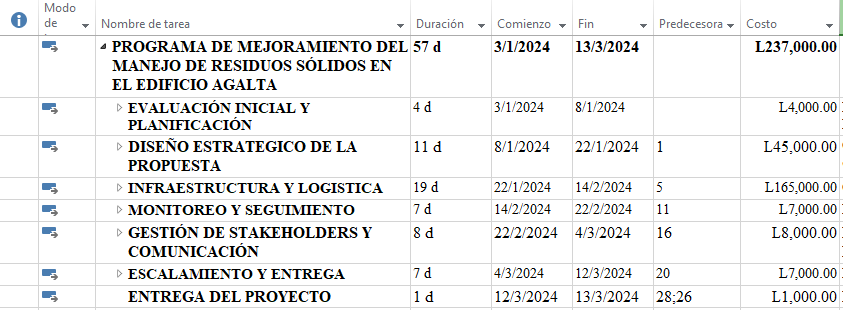 Modo de Nombre de tarea Duración Comienzo Fin Predecesora Costo
PROGRAMA DE MEJORAMIENTO DEL 57 d 3/1/2024 13/3/2024 L237,000.00
MANEJO DE RESIDUOS SÓLIDOS EN
EL EDIFICIO AGALTA
EVALUACIÓN INICIAL Y 4 d 3/1/2024 8/1/2024 L4,000.00
PLANIFICACIÓN
DISEÑO ESTRATEGICO DE LA 11 d 8/1/2024 22/1/2024 1 L45,000.00
PROPUESTA
INFRAESTRUCTURA Y LOGISTICA 19 d 22/1/2024 14/2/2024 5 L165,000.00
MONITOREO Y SEGUIMIENTO 7 d 14/2/2024 22/2/2024 11 L7,000.00
GESTIÓN DE STAKEHOLDERS Y 8 d 22/2/2024 4/3/2024 16 L8,000.00
COMUNICACIÓN
ESCALAMIENTO Y ENTREGA 7 d 4/3/2024 12/3/2024 20 L7,000.00
ENTREGA DEL PROYECTO 1 d 12/3/2024 13/3/2024 28;26 L1,000.00